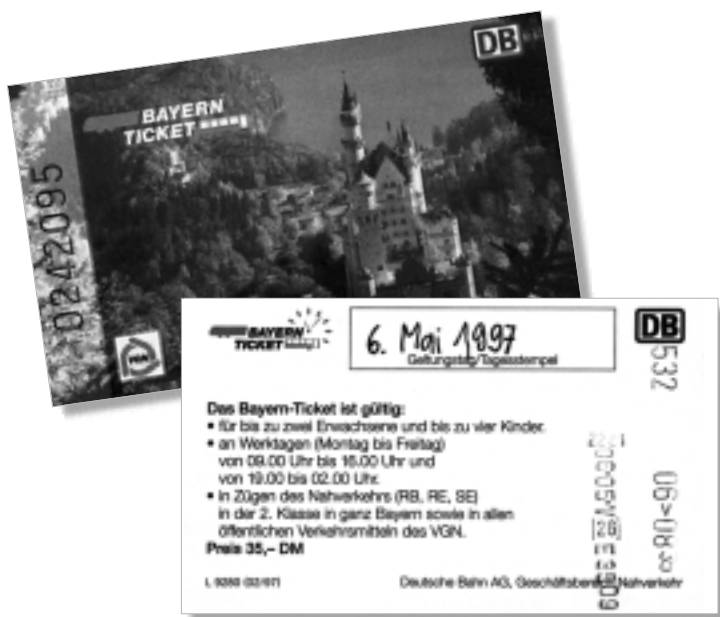 DB
BAYERN
TICKET
0242095
VGN
BAYERN
TICKET
6. Mai 1997
Geltungstag/Tagesstempel
DB
532
Das Bayern-Ticket ist gültig:
• für bis zu zwei Erwachsene und bis zu vier Kinder.
• an Werktagen (Montag bis Freitag)
von 09.00 Uhr bis 16.00 Uhr und
von 19.00 bis 02.00 Uhr.
• in Zügen des Nahverkehrs (RB, RE, SE)
in der 2. Klasse in ganz Bayern sowie in allen
öffentlichen Verkehrsmitteln des VGN.
Preis 35,– DM
Deutsche Bahn AG, Geschäftsbereich Nahverkehr